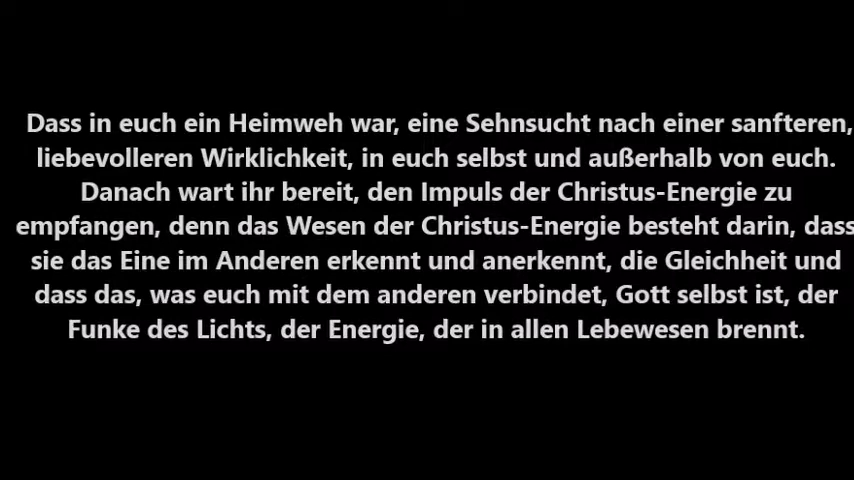 Dass in euch ein Heimweh war, eine Sehnsucht nach einer sanfteren,
liebevolleren Wirklichkeit, in euch selbst und außerhalb von euch.
Danach wart ihr bereit, den Impuls der Christus-Energie zu
empfangen, denn das Wesen der Christus-Energie besteht darin, dass
sie das Eine im Anderen erkennt und anerkennt, die Gleichheit und
dass das, was euch mit dem anderen verbindet, Gott selbst ist, der
Funke des Lichts, der Energie, der in allen Lebewesen brennt.